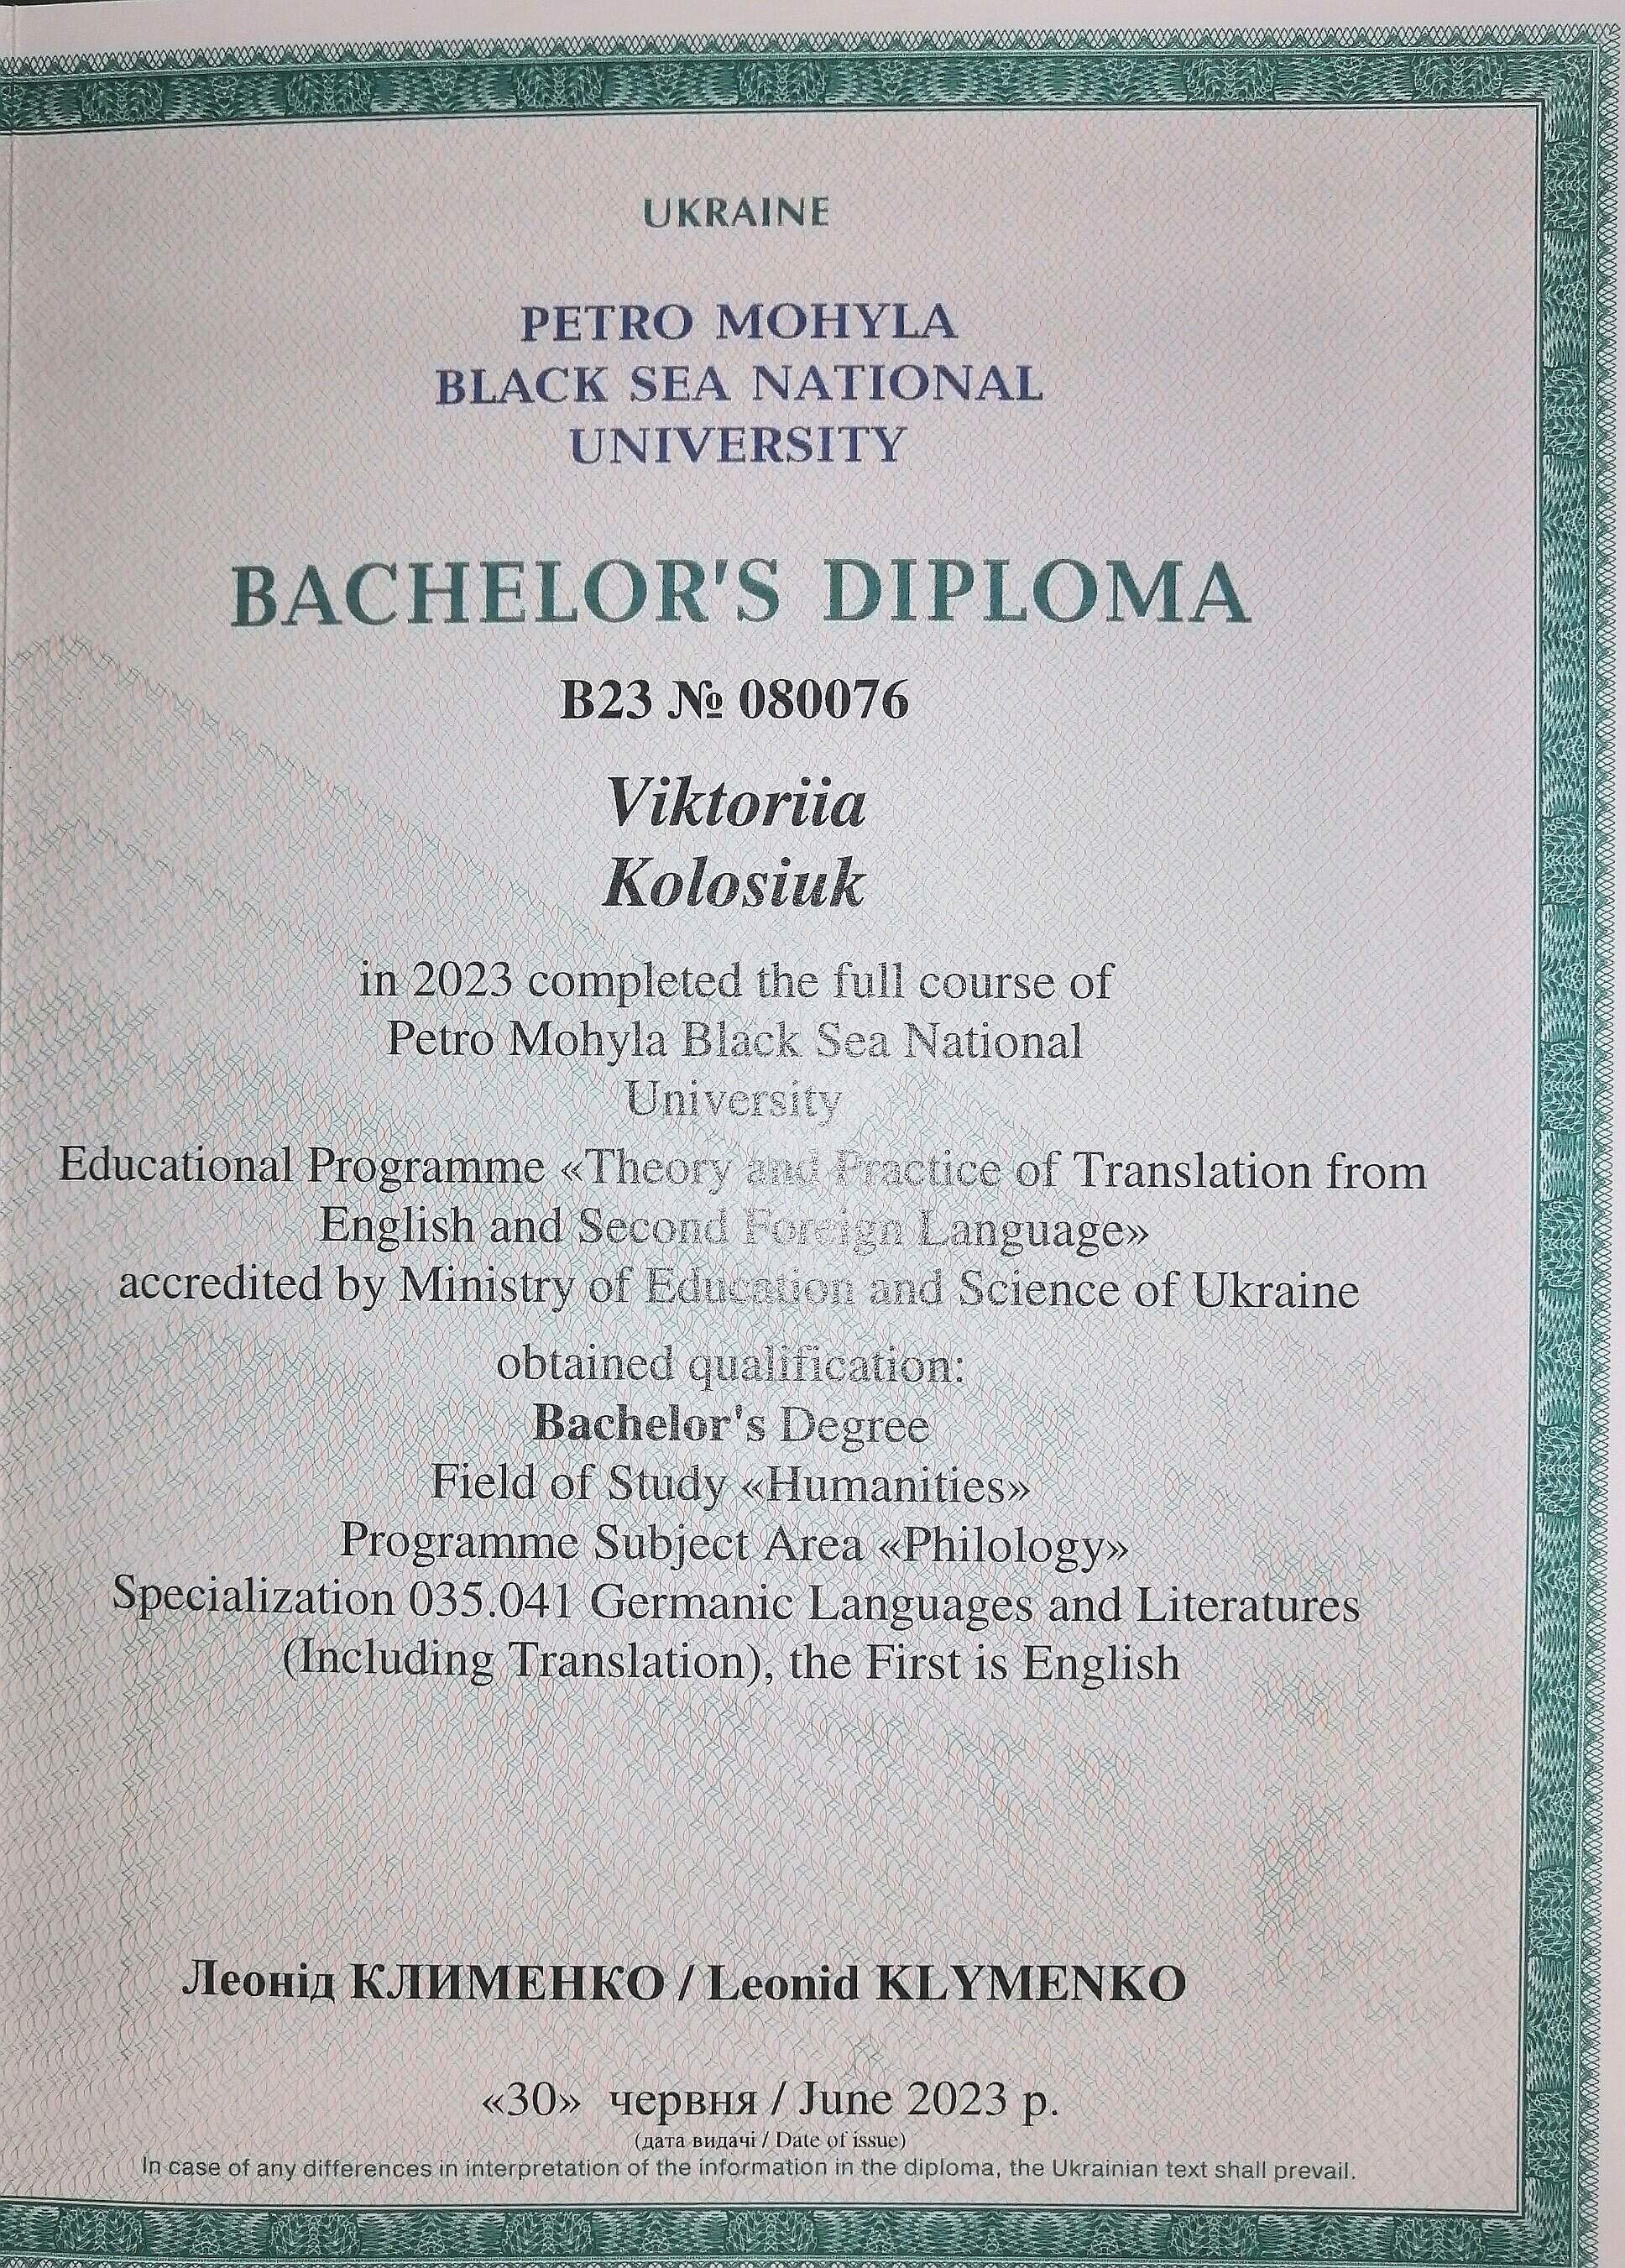 UKRAINE
PETRO MOHYLA
BLACK SEA NATIONAL
UNIVERSITY
BACHELOR'S DIPLOMA
B23 № 080076
Viktoriia
Kolosiuk
in 2023 completed the full course of
Petro Mohyla Black Sea National
University
Educational Programme «Theory and Practice of Translation from
English and Second Foreign Language»
accredited by Ministry of Education and Science of Ukraine
obtained qualification:
Bachelor's Degree
Field of Study «Humanities»
Programme Subject Area «Philology»
Specialization 035.041 Germanic Languages and Literatures
(Including Translation), the First is English
Леонід КЛИМЕНКО / Leonid KLYMENKO
«30» червня / June 2023 р.
(дата видачі / Date of issue)
In case of any differences in interpretation of the information in the diploma, the Ukrainian text shall prevail.